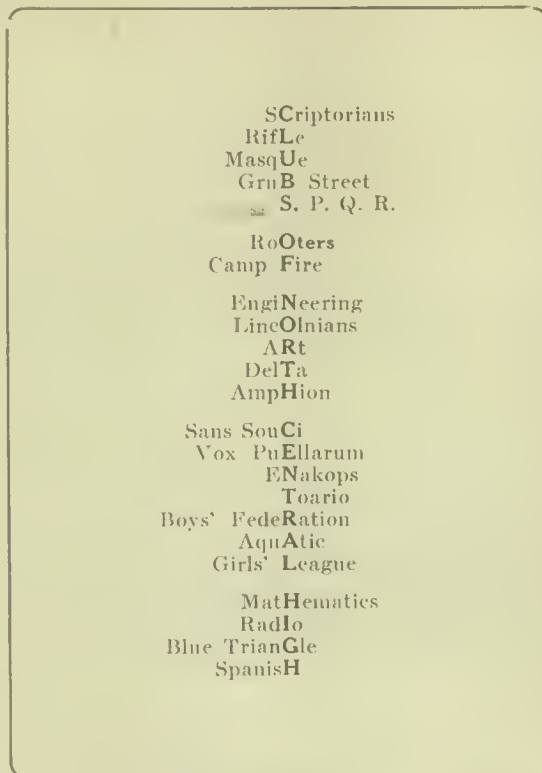 SCriptorians
RifLe
MasqUe
GruB Street
S. P. Q. R.
RoOters
Camp Fire
EngiNeering
LincOlnians
ARt
DelTa
AmpHion
Sans SouCi
Vox PuEllarum
ENakops
Toario
Boys' FedeRation
AquAtic
Girls' League
MatHematics
RadIo
Blue TrianGle
SpanisH